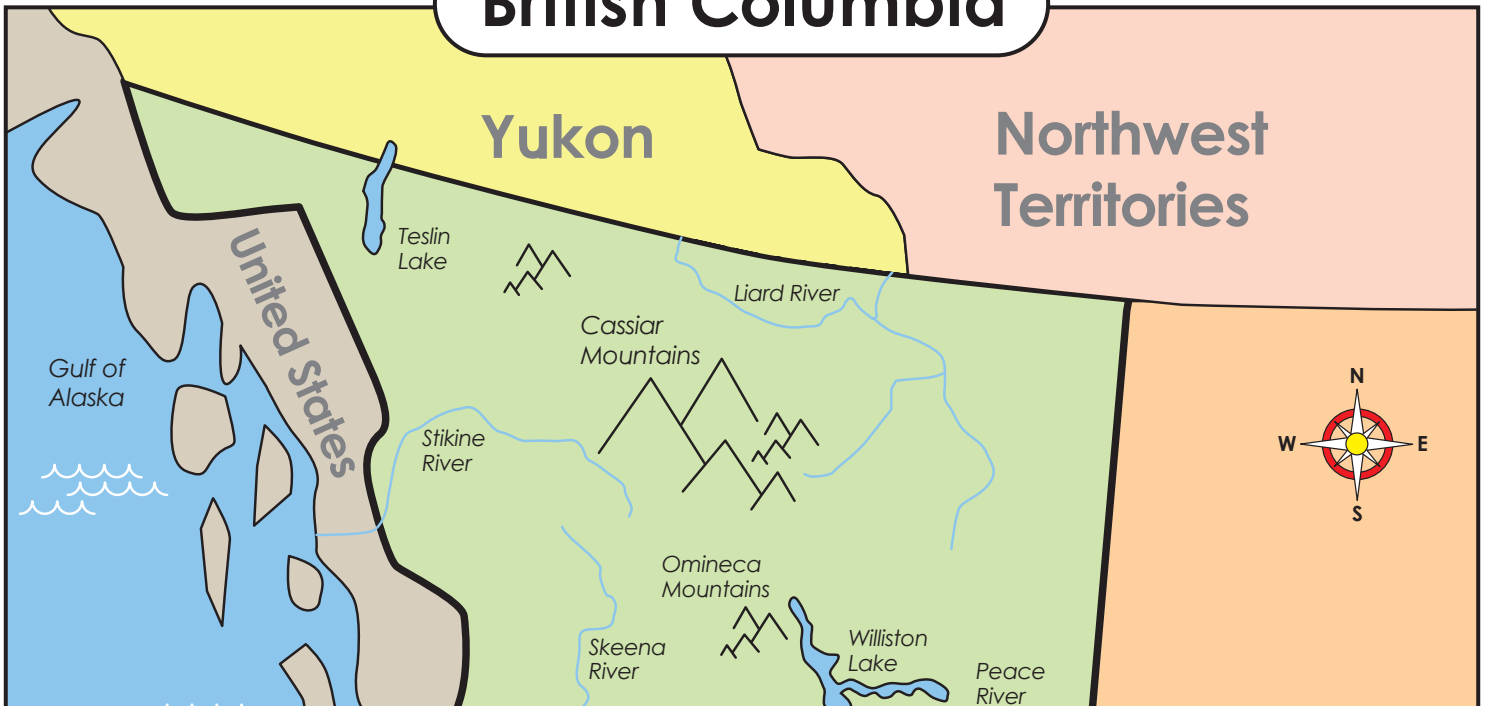 British Columbia
Yukon
Northwest
Territories
Teslin
Lake
United States
Liard River
Cassiar
Mountains
Gulf of
Alaska
N
W
E
S
Stikine
River
Omineca
Mountains
Skeena
River
Williston
Lake
Peace
River